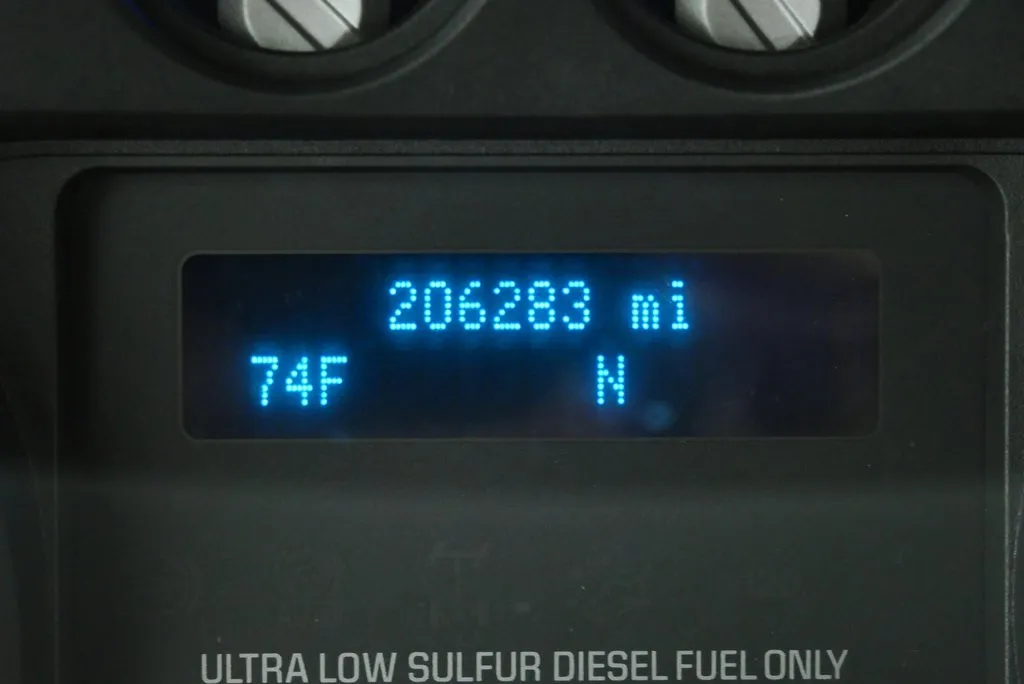 206283 mi
74F N
ULTRA LOW SULFUR DIESEL FUEL ONLY